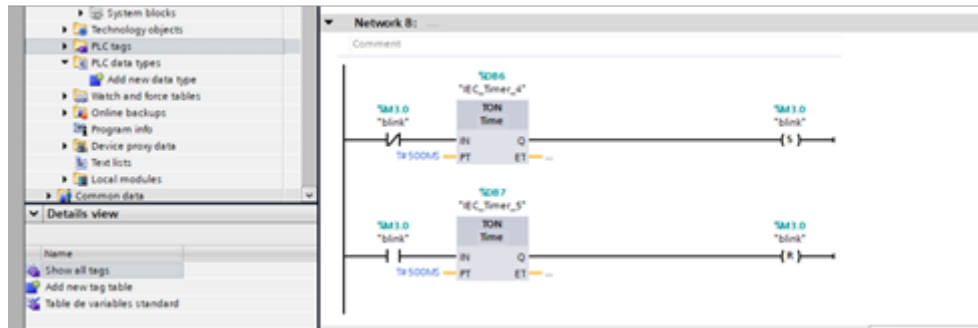 System blocks
Technology objects
PLC tags
PLC data types
Add new data type
Watch and force tables
Online backups
Program info
Device proxy data
Text lists
Local modules
Common data
Details view
Name
Show all tags
Add new tag table
Table de variables standard
Network 8: ....
Comment
%DB6
"IEC_Timer_4"
%M3.0 TON %M3.0
"blink" Time "blink"
IN Q S
T#500MS PT ET ...
%DB7
"IEC_Timer_5"
%M3.0 TON %M3.0
"blink" Time "blink"
IN Q R
T#500MS PT ET ...